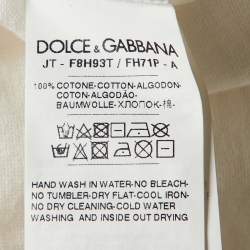 DOLCE & GABBANA
JT - F8H93T / FH71P - A
100% COTONE-COTTON-ALGODON
COTON-ALGODÃO-
BAUMWOLLE-ХЛОПОК-棉-
HAND WASH IN WATER-NO BLEACH-
NO TUMBLE-DRY FLAT-COOL IRON-
NO DRY CLEANING-COLD WATER
WASHING AND INSIDE OUT DRYING